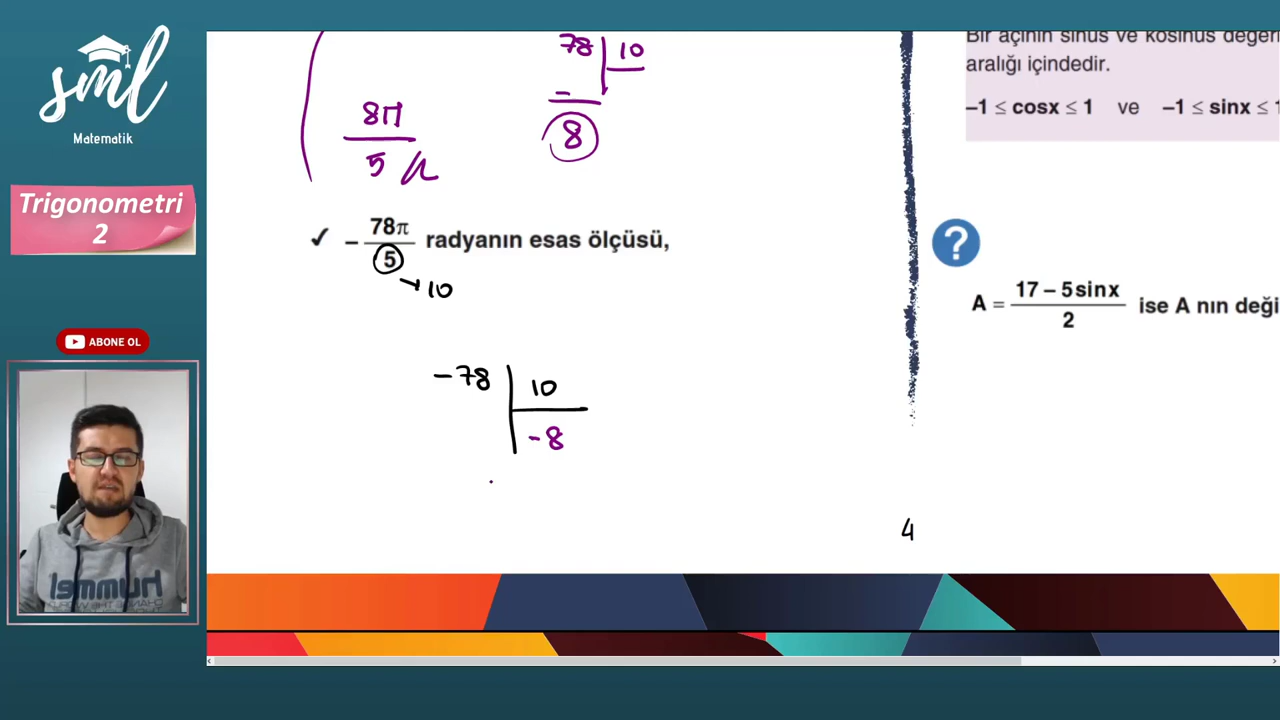 sml
Matematik
Trigonometri
2
ABONE OL
hummel
78 10
8
8π
5
- 78π
5
radyanın esas ölçüsü,
→ 10
-78 10
-8
Bir açının sinüs ve kosinüs değeri
aralığı içindedir.
–1 ≤ cosx ≤ 1 ve –1 ≤ sinx ≤ 1
?
A = 17 – 5sinx
2
ise A nın deği
4